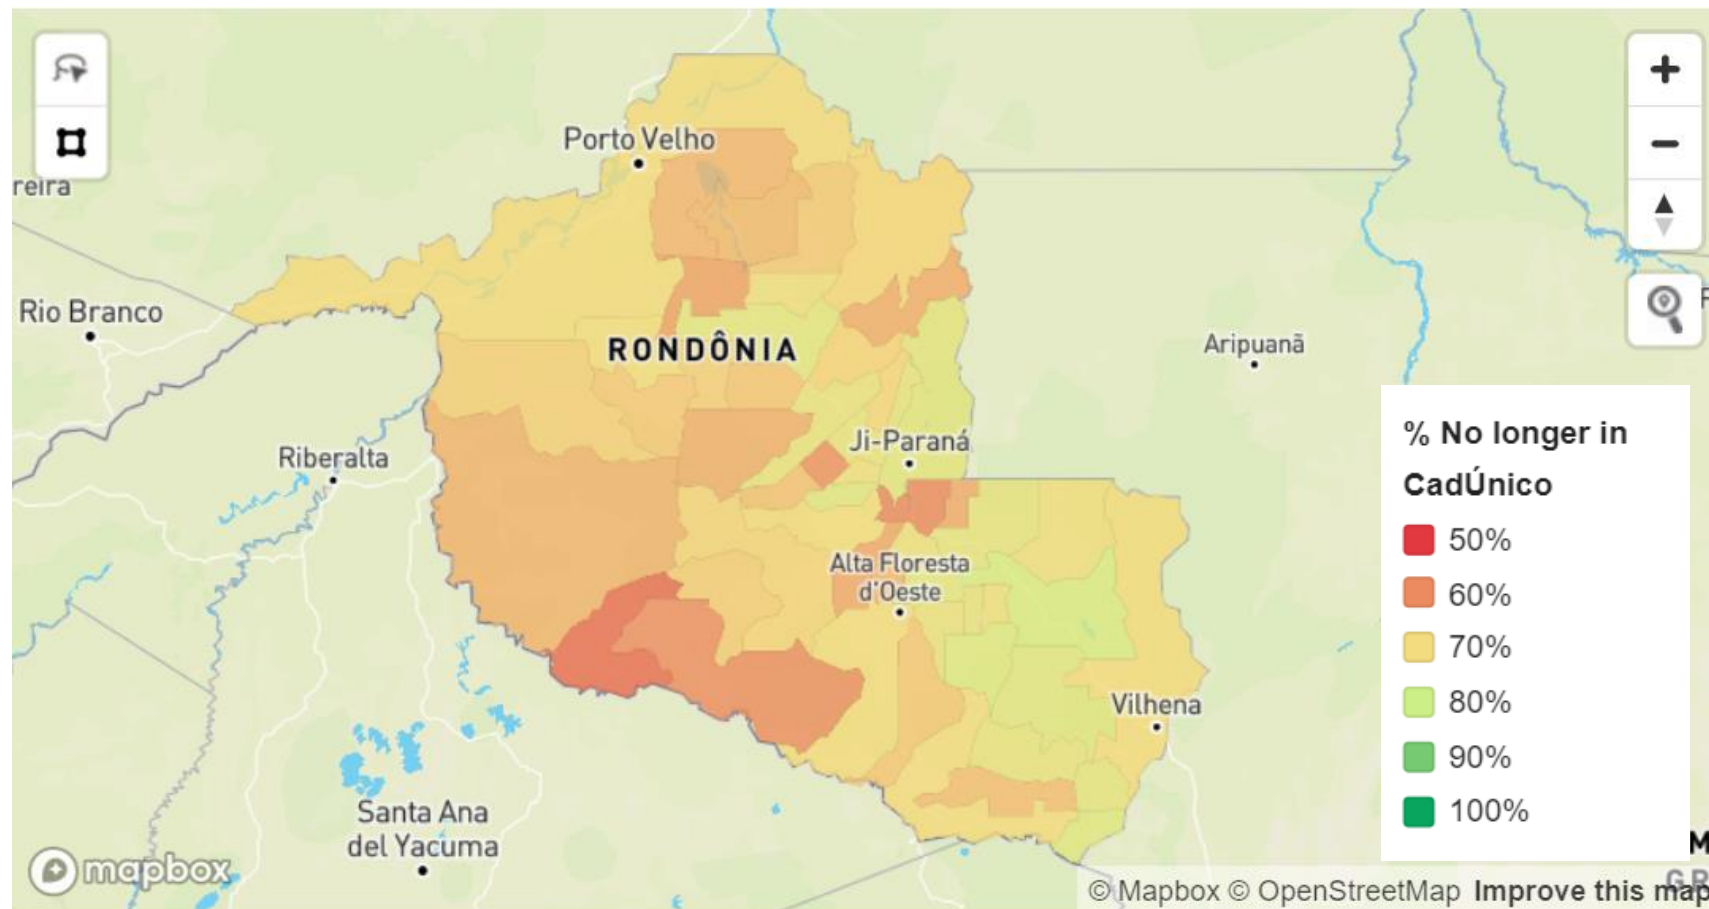 Porto Velho
reira
Rio Branco
RONDÔNIA
Aripuanã
Riberalta
Ji-Paraná
Alta Floresta
d'Oeste
Vilhena
Santa Ana
del Yacuma
% No longer in
CadÚnico
50%
60%
70%
80%
90%
100%
mapbox
© Mapbox © OpenStreetMap Improve this map